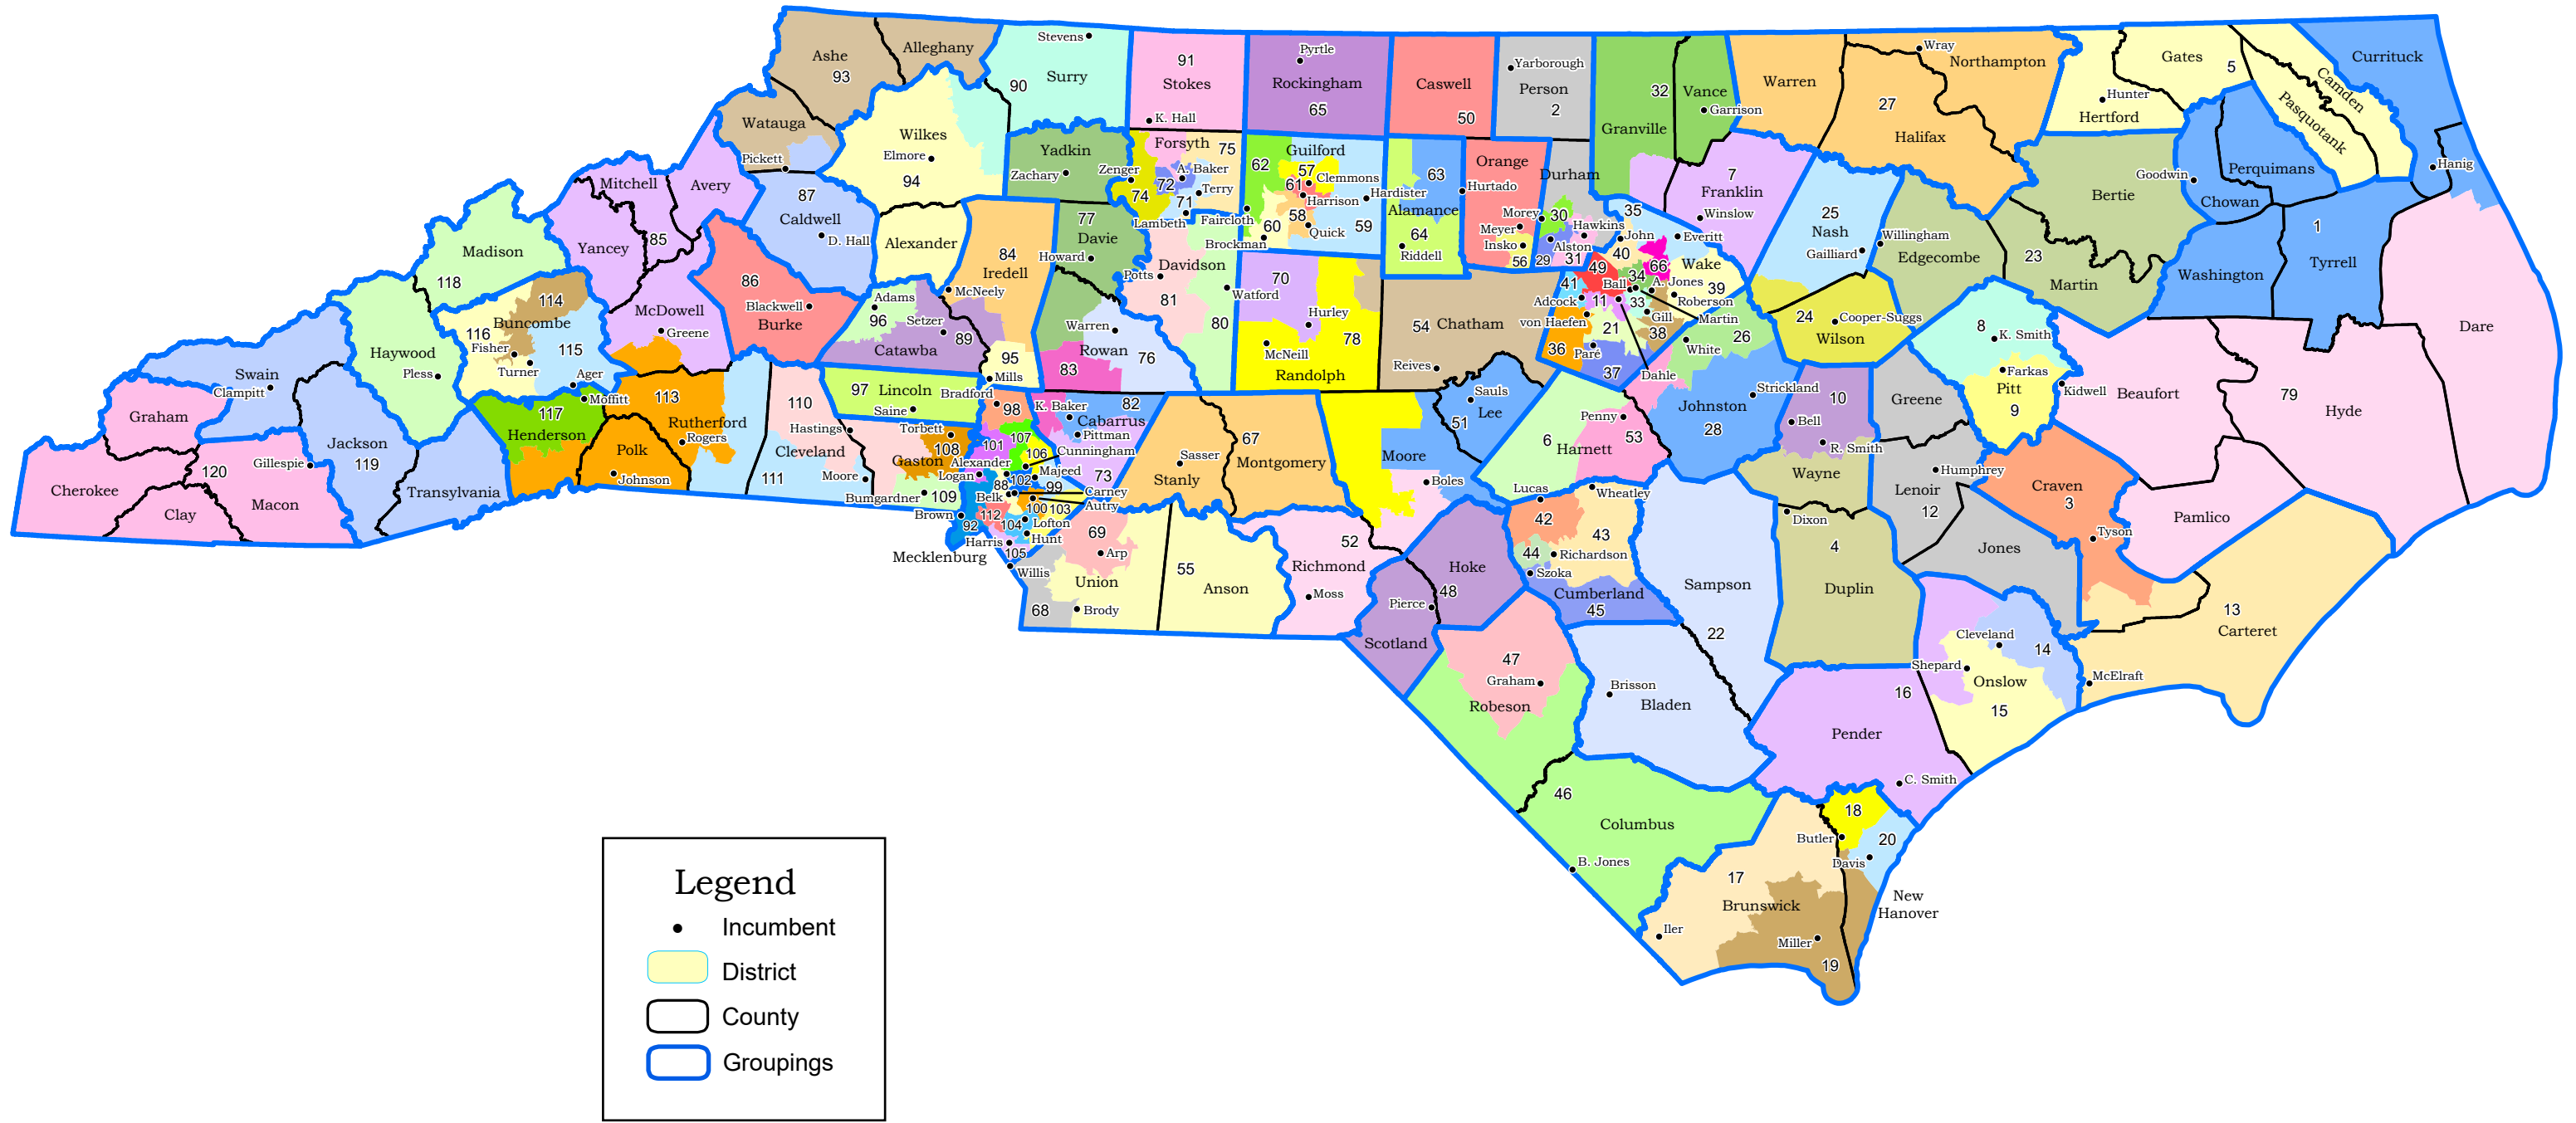 Ashe
93
Alleghany
Stevens
Surry
90
91
Stokes
K. Hall
Pyrtle
Rockingham
65
Caswell
50
Yarborough
Person
2
32
Vance
Garrison
Granville
Warren
Wray
Northampton
27
Halifax
Gates
5
Hunter
Hertford
Camden
Pasquotank
Currituck
Hanig
Watauga
Pickett
Wilkes
Elmore
94
Yadkin
Zachary
Zenger
Forsyth
75
A. Baker
72
Terry
74
71
Lambeth
Guilford
62
57
Clemmons
61
Harrison
Hardister
58
Faircloth
Quick
59
60
Brockman
63
Alamance
64
Riddell
Orange
Hurtado
Durham
Morey
30
Meyer
Hawkins
Insko
Alston
56
29
31
7
Franklin
Winslow
35
John
Everitt
40
66
Wake
49
34
A. Jones
39
41
Ball
Roberson
Adcock
11
33
Gill
Martin
von Haefen
21
38
26
36
Paré
White
37
Dahle
25
Nash
Gailliard
Willingham
Edgecombe
Bertie
Goodwin
Perquimans
Chowan
23
Martin
Washington
1
Tyrrell
Dare
Mitchell
Avery
Yancey
85
87
Caldwell
D. Hall
Alexander
84
Iredell
McNeely
77
Davie
Howard
Davidson
Potts
81
Watford
80
70
Hurley
McNeill
78
Randolph
54
Chatham
Reives
24
Cooper-Suggs
Wilson
8
K. Smith
Farkas
Pitt
9
Kidwell
Beaufort
79
Hyde
Madison
118
114
Buncombe
116
115
Fisher
Turner
Ager
McDowell
Greene
86
Blackwell
Burke
Adams
96
Setzer
89
Catawba
95
Mills
Warren
Rowan
76
83
Swain
Clampitt
Haywood
Pless
Graham
Jackson
119
120
Gillespie
Cherokee
Clay
Macon
Transylvania
Moffitt
117
Henderson
113
Rutherford
Rogers
Polk
Johnson
110
Hastings
Cleveland
Moore
111
97
Lincoln
Saine
Bradford
98
Torbett
108
Gaston
Bumgardner
109
K. Baker
82
Cabarrus
Pittman
107
101
106
Cunningham
Alexander
Majeed
73
Logan
102
88
99
Carney
Belk
Autry
100
103
Brown
112
92
104
Lofton
Harris
Hunt
105
Mecklenburg
Willis
68
69
Arp
Union
Brody
Sasser
Stanly
67
Montgomery
55
Anson
52
Richmond
Moss
Moore
Boles
Sauls
51
Lee
6
Penny
53
Harnett
Strickland
Johnston
28
10
Bell
R. Smith
Wayne
Greene
Humphrey
Lenoir
12
Craven
3
Tyson
Pamlico
Jones
Lucas
Wheatley
42
43
44
Richardson
Szoka
Cumberland
45
Hoke
48
Pierce
Scotland
Dixon
4
Duplin
Sampson
22
Cleveland
14
Shepard
Onslow
15
McElraft
13
Carteret
47
Graham
Robeson
Brisson
Bladen
16
Pender
C. Smith
46
Columbus
B. Jones
18
Butler
20
Davis
17
Brunswick
New
Hanover
Iler
Miller
19
Legend
Incumbent
District
County
Groupings